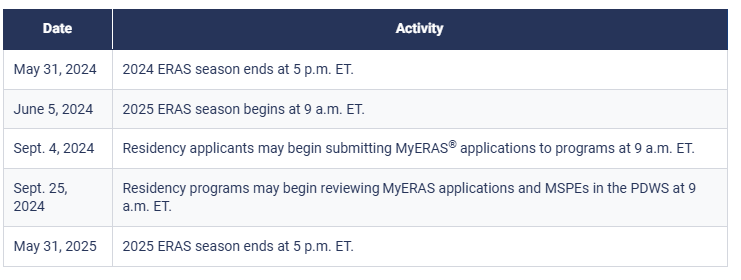 Date Activity
May 31, 2024 2024 ERAS season ends at 5 p.m. ET.
June 5, 2024 2025 ERAS season begins at 9 a.m. ET.
Sept. 4, 2024 Residency applicants may begin submitting MyERAS® applications to programs at 9 a.m. ET.
Sept. 25,
2024
Residency programs may begin reviewing MyERAS applications and MSPEs in the PDWS at 9
a.m. ET.
May 31, 2025 2025 ERAS season ends at 5 p.m. ET.